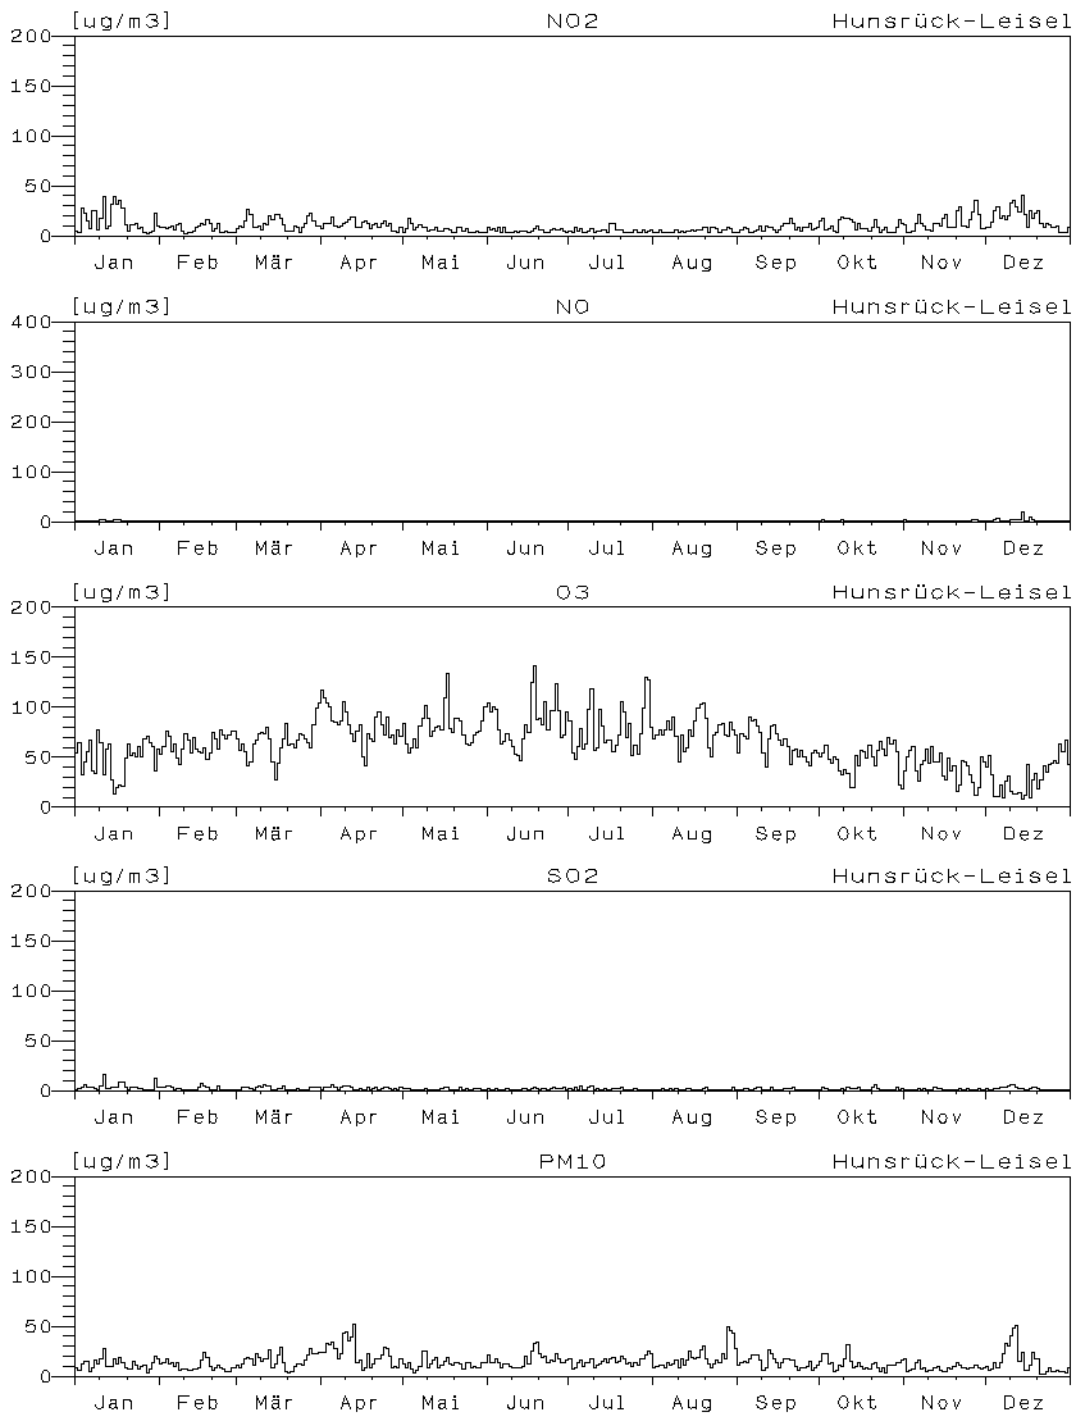 [ug/m3] NO2 Hunsrück-Leisel
200
150
100
50
0
Jan Feb Mär Apr Mai Jun Jul Aug Sep Okt Nov Dez
[ug/m3] NO Hunsrück-Leisel
400
300
200
100
0
Jan Feb Mär Apr Mai Jun Jul Aug Sep Okt Nov Dez
[ug/m3] O3 Hunsrück-Leisel
200
150
100
50
0
Jan Feb Mär Apr Mai Jun Jul Aug Sep Okt Nov Dez
[ug/m3] SO2 Hunsrück-Leisel
200
150
100
50
0
Jan Feb Mär Apr Mai Jun Jul Aug Sep Okt Nov Dez
[ug/m3] PM10 Hunsrück-Leisel
200
150
100
50
0
Jan Feb Mär Apr Mai Jun Jul Aug Sep Okt Nov Dez